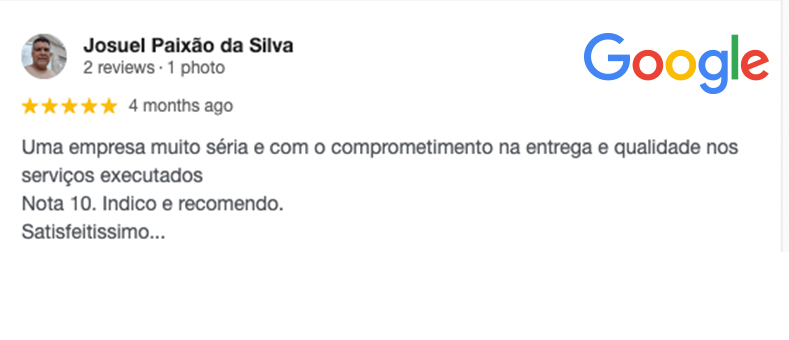 Josuel Paixão da Silva
Google
2 reviews · 1 photo
4 months ago
Uma empresa muito séria e com o comprometimento na entrega e qualidade nos
serviços executados
Nota 10. Indico e recomendo.
Satisfeitissimo...